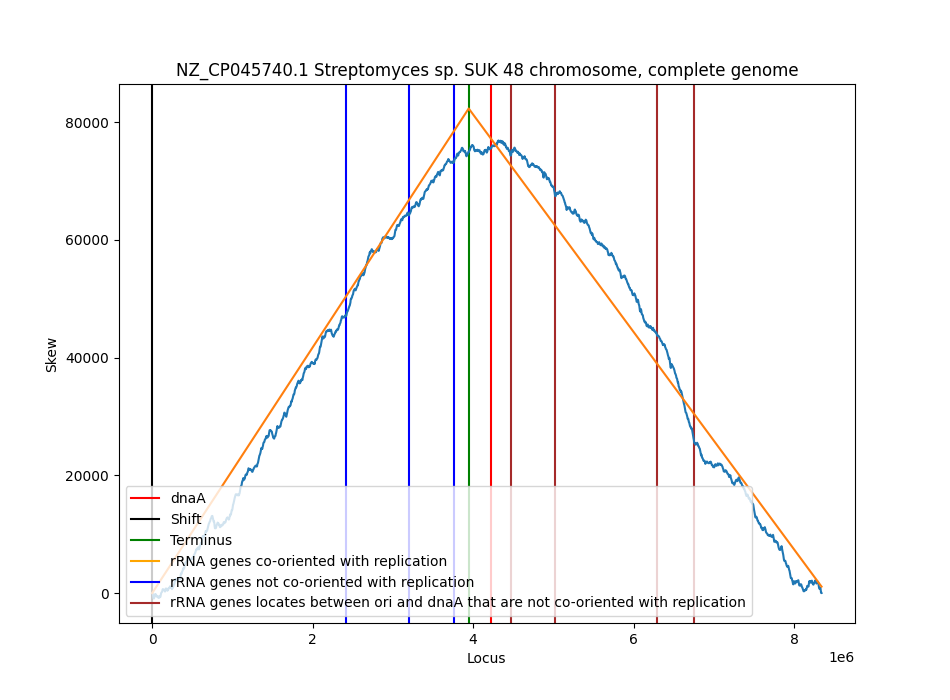 NZ_CP045740.1 Streptomyces sp. SUK 48 chromosome, complete genome
80000
60000
40000
20000
0
Skew
dnaA
Shift
Terminus
rRNA genes co-oriented with replication
rRNA genes not co-oriented with replication
rRNA genes locates between ori and dnaA that are not co-oriented with replication
0 2 4 6 8
Locus
1e6